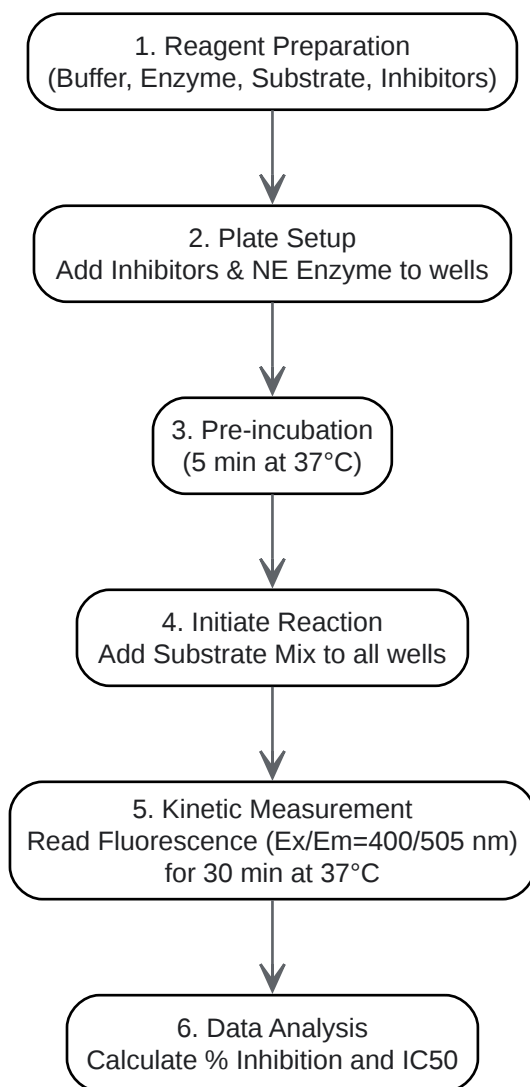 1. Reagent Preparation
(Buffer, Enzyme, Substrate, Inhibitors)
2. Plate Setup
Add Inhibitors & NE Enzyme to wells
3. Pre-incubation
(5 min at 37°C)
4. Initiate Reaction
Add Substrate Mix to all wells
5. Kinetic Measurement
Read Fluorescence (Ex/Em=400/505 nm)
for 30 min at 37°C
6. Data Analysis
Calculate % Inhibition and IC50